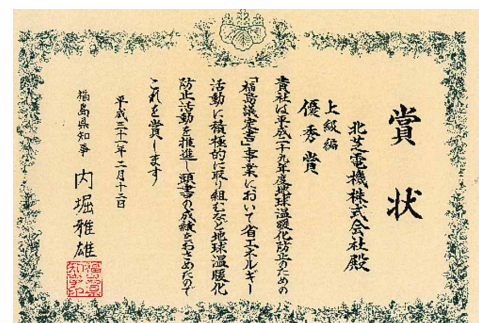 賞状
北芝電機株式会社殿
上級編
優秀賞
貴社は平成二十九年度地球温暖化防止のための
「福島議定書」事業において省エネルギー
活動に積極的に取り組むなど地球温暖化
防止活動を推進し頭書の成績をおさめたので
これを賞します
平成三十一年二月十三日
福島県知事 内堀雅雄